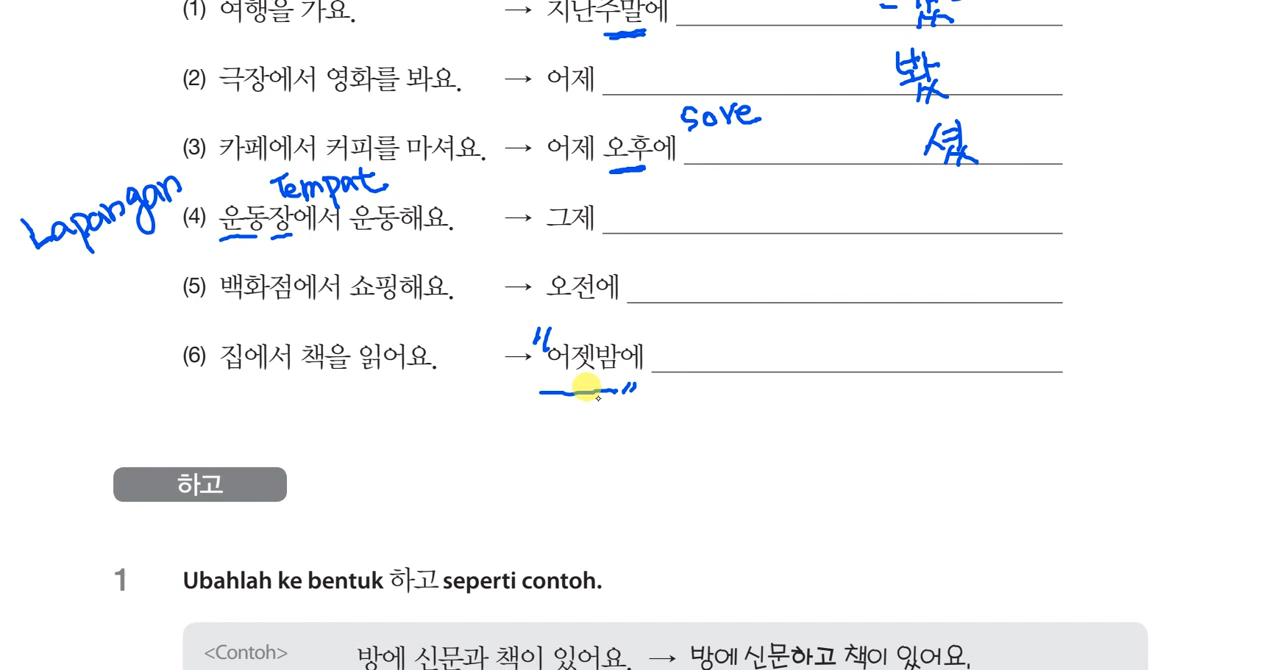 (1) 여행을 가요. → 지난주말에
(2) 극장에서 영화를 봐요. → 어제 봤
sore
(3) 카페에서 커피를 마셔요. → 어제 오후에 셨
Lapangan Tempat
(4) 운동장에서 운동해요. → 그제
(5) 백화점에서 쇼핑해요. → 오전에
(6) 집에서 책을 읽어요. → "어젯밤에"
하고
1 Ubahlah ke bentuk 하고 seperti contoh.
<Contoh> 방에 신문과 책이 있어요. → 방에 신문하고 책이 있어요.